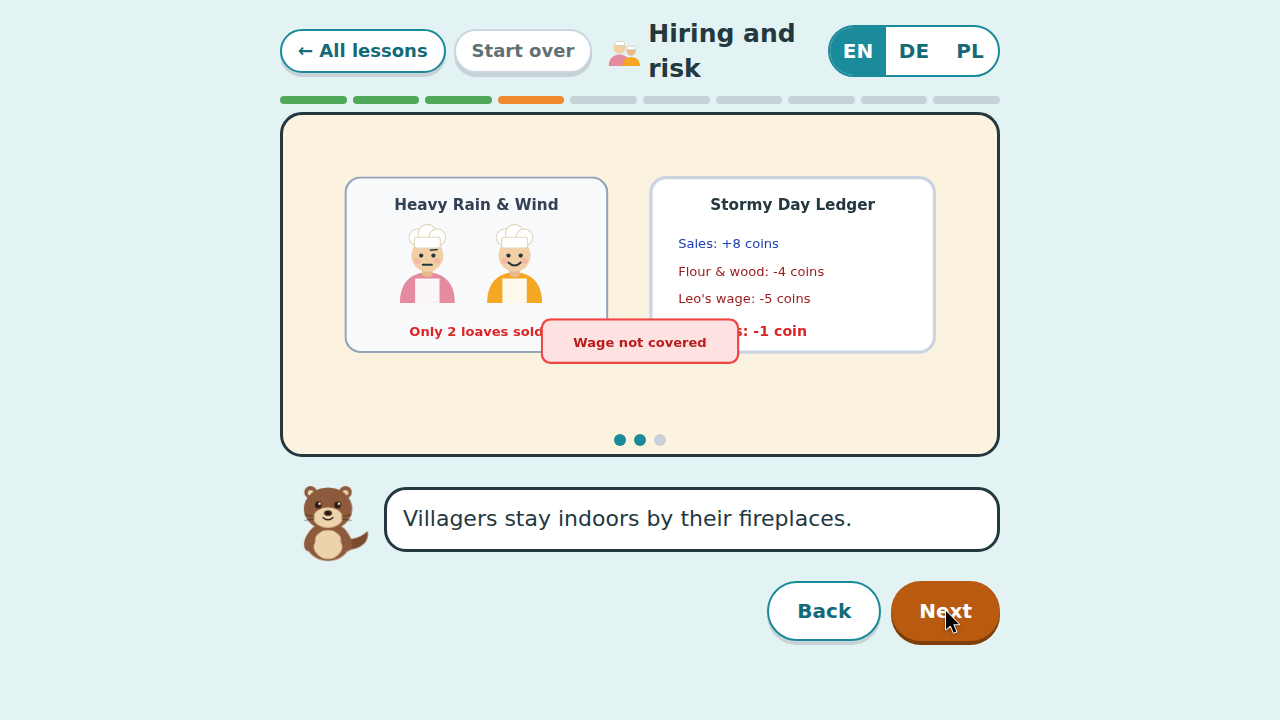 ← All lessons
Start over
Hiring and
risk
EN
DE
PL
Heavy Rain & Wind
Only 2 loaves sold
Stormy Day Ledger
Sales: +8 coins
Flour & wood: -4 coins
Leo's wage: -5 coins
: -1 coin
Wage not covered
Villagers stay indoors by their fireplaces.
Back
Next